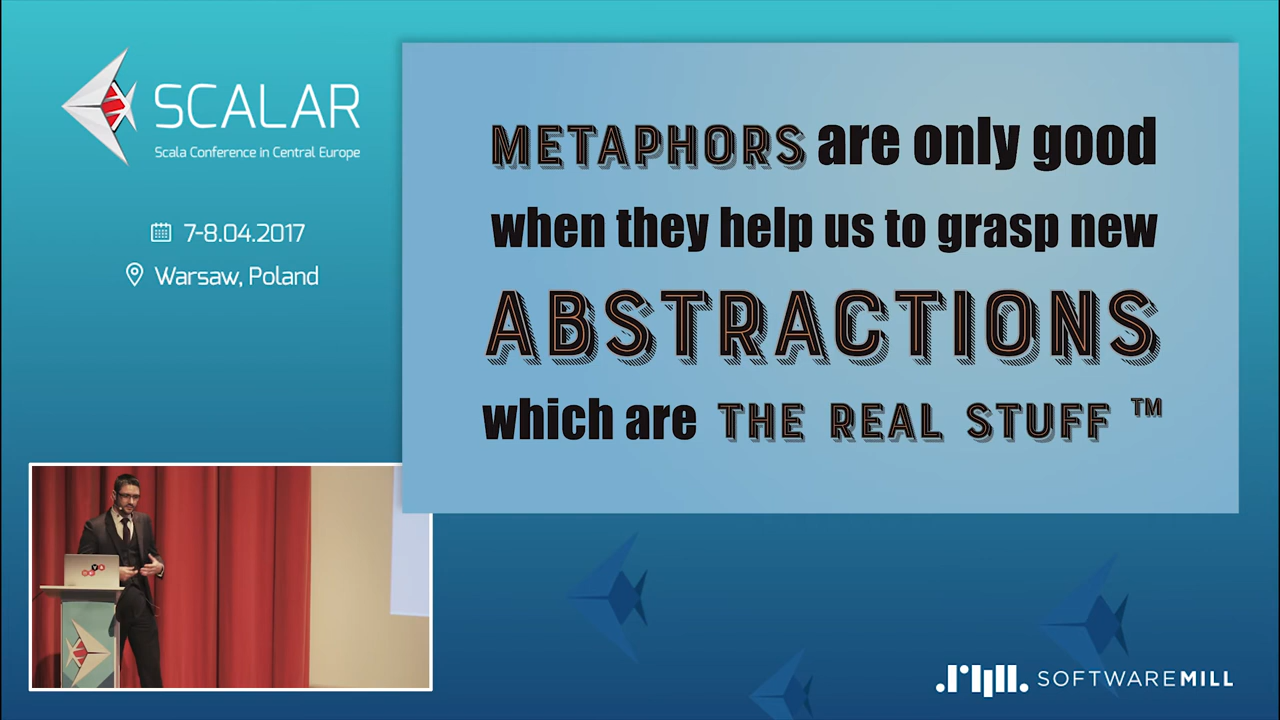 SCALAR
Scala Conference in Central Europe
7-8.04.2017
Warsaw, Poland
METAPHORS are only good
when they help us to grasp new
ABSTRACTIONS
which are THE REAL STUFF ™
SOFTWAREMILL